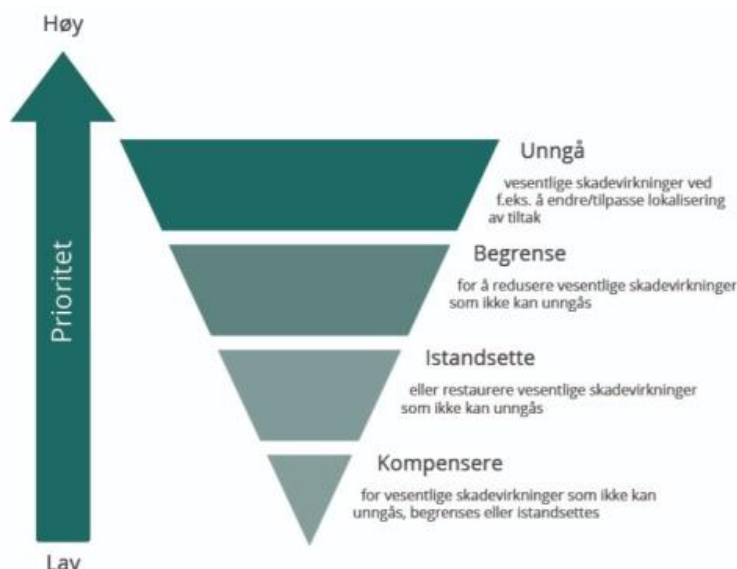 Høy
Prioritet
Unngå
vesentlige skadevirkninger ved
f.eks. å endre/tilpasse lokalisering
av tiltak
Begrense
for å redusere vesentlige skadevirkninger
som ikke kan unngås
Istandsette
eller restaurere vesentlige skadevirkninger
som ikke kan unngås
Kompensere
for vesentlige skadevirkninger som ikke kan
unngås, begrenses eller istandsettes
Lav